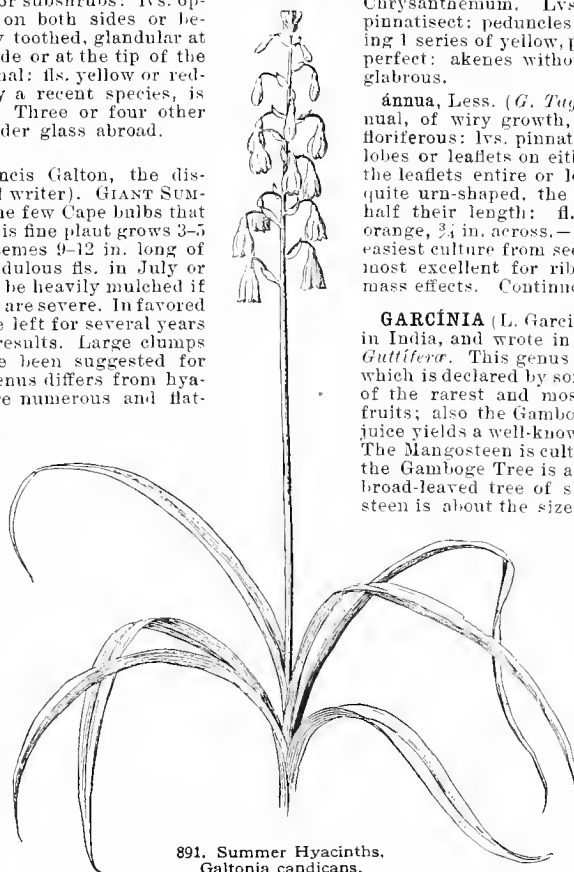 or subshrubs: lvs. op-
on both sides or be-
y toothed, glandular at
de or at the tip of the
nal: fls. yellow or red-
y a recent species, is
Three or four other
der glass abroad.
ncis Galton, the dis-
l writer). GIANT SUM-
he few Cape bulbs that
is fine plant grows 3-5
emes 9-12 in. long of
dulous fls. in July or
be heavily mulched if
are severe. In favored
e left for several years
results. Large clumps
e been suggested for
enus differs from hya-
re numerous and flat-
Chrysanthemum. Lvs
pinnatisect: peduncles
ing 1 series of yellow, p
perfect: akenes witho
glabrous.
ánnua, Less. (G. Tag
nual, of wiry growth,
floriferous: lvs. pinnat
lobes or leaflets on eith
the leaflets entire or l
quite urn-shaped, the
half their length: fl.
orange, ¾ in. across.—
easiest culture from see
most excellent for rib
mass effects. Continu
GARCÍNIA (L. Garci
in India, and wrote in
Guttíferæ. This genus
which is declared by so
of the rarest and mos
fruits; also the Gambo
juice yields a well-know
The Mangosteen is cult
the Gamboge Tree is a
broad-leaved tree of s
steen is about the size
891. Summer Hyacinths,
Galtonia candicans.